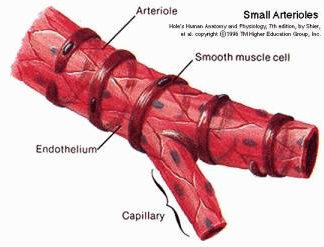 Small Arterioles
Hole's Human Anatomy and Physiology, 7th edition, by Shier,
et al. copyright ©1996 TM Higher Education Group, Inc.
Arteriole
Smooth muscle cell
Endothelium
Capillary